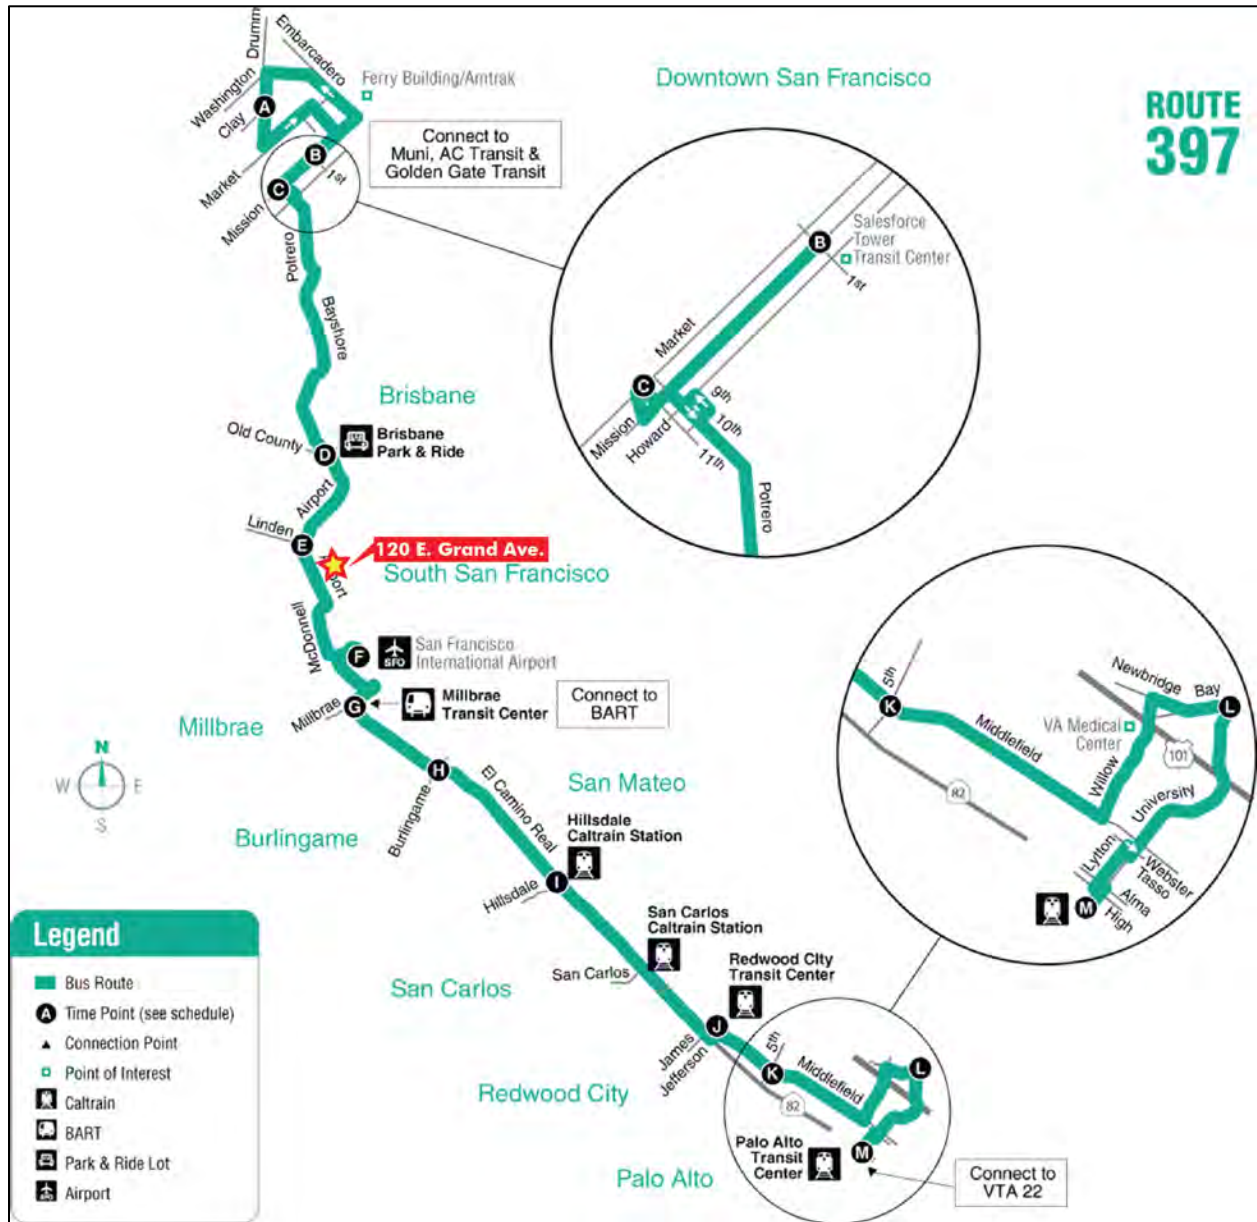 Drumm
Embarcadero
Washington
Clay
Ferry Building/Amtrak
A
Connect to
Muni, AC Transit &
Golden Gate Transit
Market
B
1st
C
Mission
Downtown San Francisco
ROUTE
397
Salesforce
Tower
Transit Center
B
1st
Market
C
Mission
Howard
9th
10th
11th
Potrero
Potrero
Bayshore
Brisbane
Old County
D
Brisbane
Park & Ride
Airport
Linden
E
120 E. Grand Ave.
South San Francisco
McDonnell
F
SFO
San Francisco
International Airport
Millbrae
G
Millbrae
Transit Center
Connect to
BART
Millbrae
N
W
E
S
H
Burlingame
Burlingame
El Camino Real
San Mateo
Hillsdale
Caltrain Station
Hillsdale
I
San Carlos
Caltrain Station
San Carlos
San Carlos
Redwood City
Transit Center
J
James
Jefferson
Redwood City
5th
K
Middlefield
L
82
M
Palo Alto
Transit
Center
Palo Alto
Connect to
VTA 22
5th
K
Middlefield
82
Newbridge
Bay
L
VA Medical
Center
101
Willow
University
Lytton
Webster
Tasso
Alma
High
M
Legend
Bus Route
A
Time Point (see schedule)
Connection Point
Point of Interest
Caltrain
BART
Park & Ride Lot
SFO
Airport